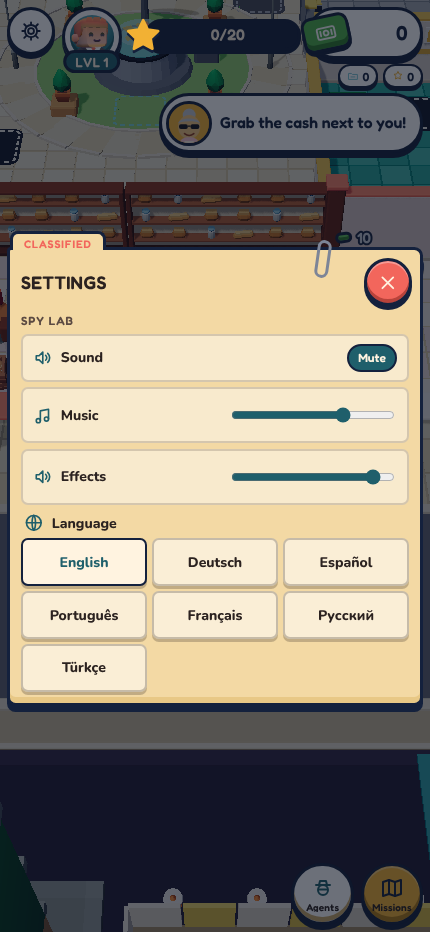 LVL 1
0/20
0
0
0
Grab the cash next to you!
10
CLASSIFIED
SETTINGS
SPY LAB
Sound
Mute
Music
Effects
Language
English
Deutsch
Español
Português
Français
Русский
Türkçe
Agents
Missions